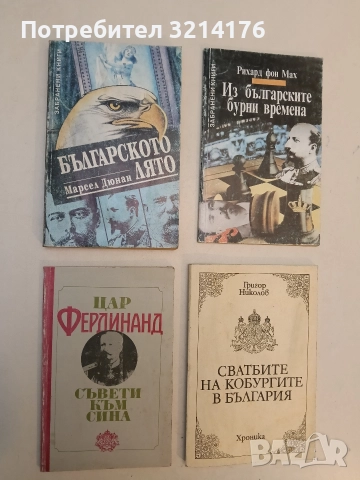 Потребител 3214176
ЗАБРАНЕНИ КНИГИ
БЪЛГАРСКОТО
ЛЯТО
Марсел Дюнан
ЗАБРАНЕНИ КНИГИ
Рихард фон Мах
Из българските
бурни времена
ЦАР
ФЕРДИНАНД
СЪВЕТИ
КЪМ
СИНА
Григор
Николов
СВАТБИТЕ
НА КОБУРГИТЕ
В БЪЛГАРИЯ
Хроника
BAZAR